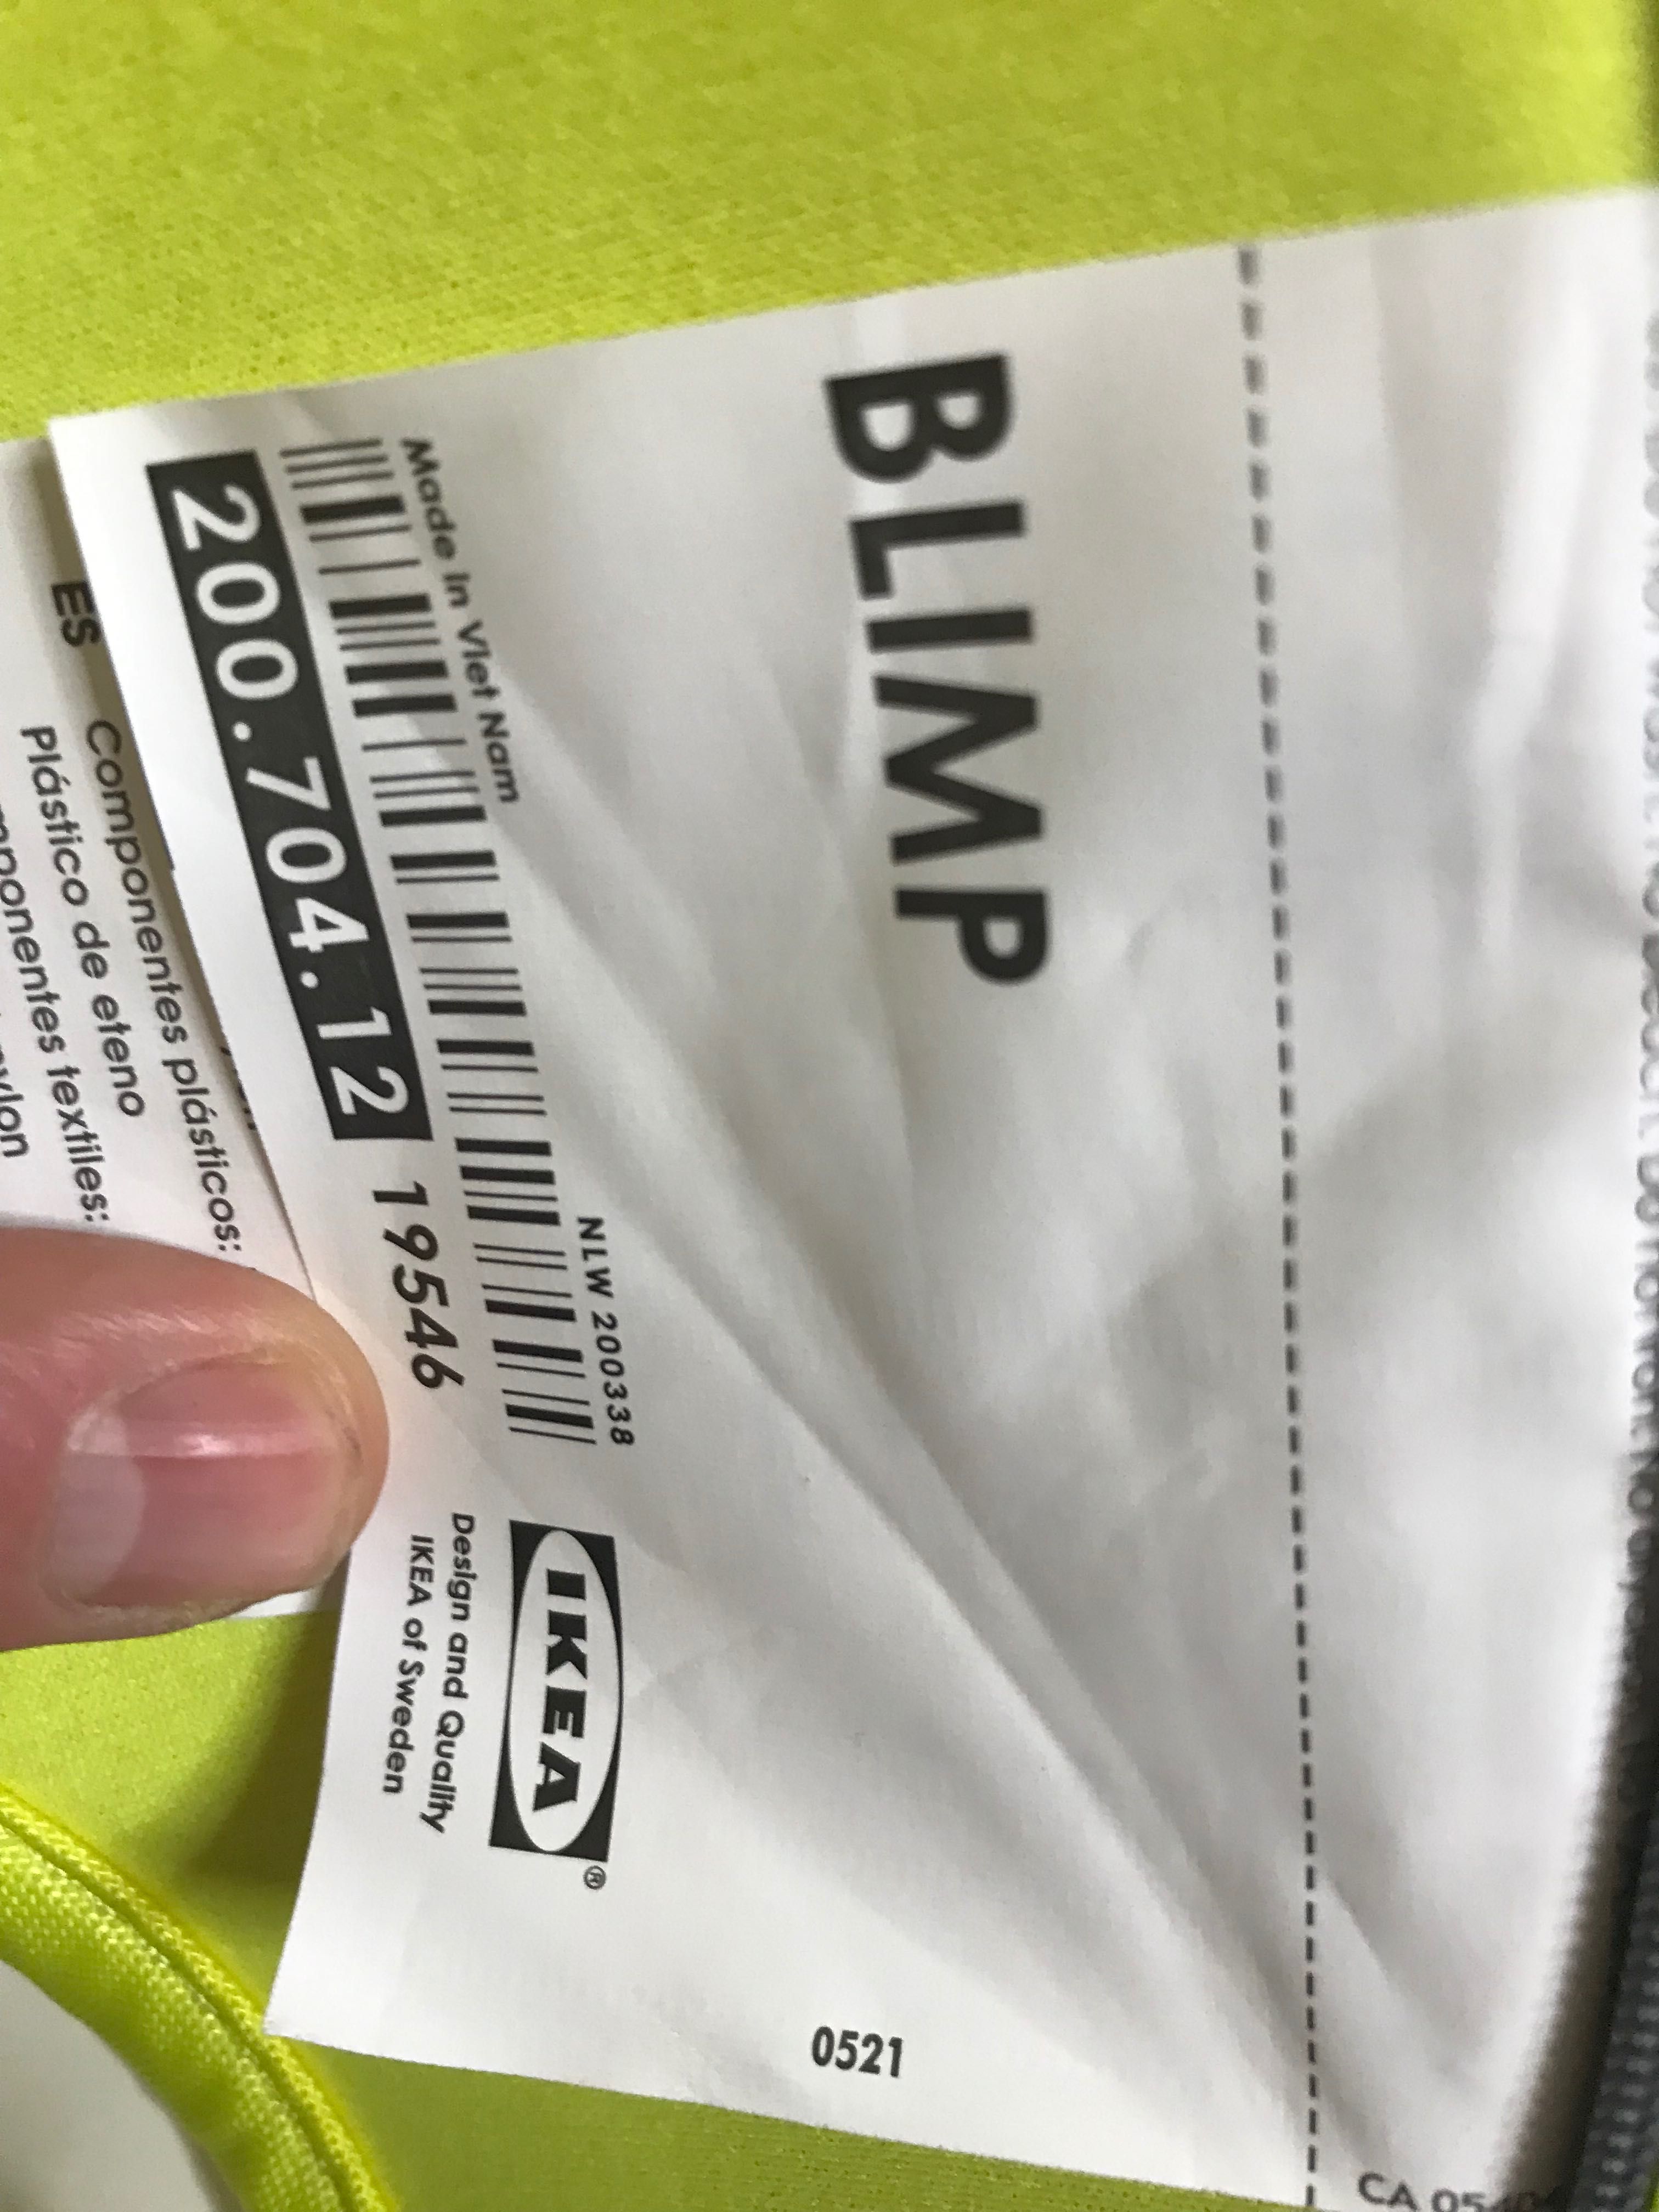 BLIMP
Made in Viet Nam
NLW 200338
200.704.12
19546
IKEA®
Design and Quality
IKEA of Sweden
0521
ES
Componentes plásticos:
Plástico de eteno
textiles: